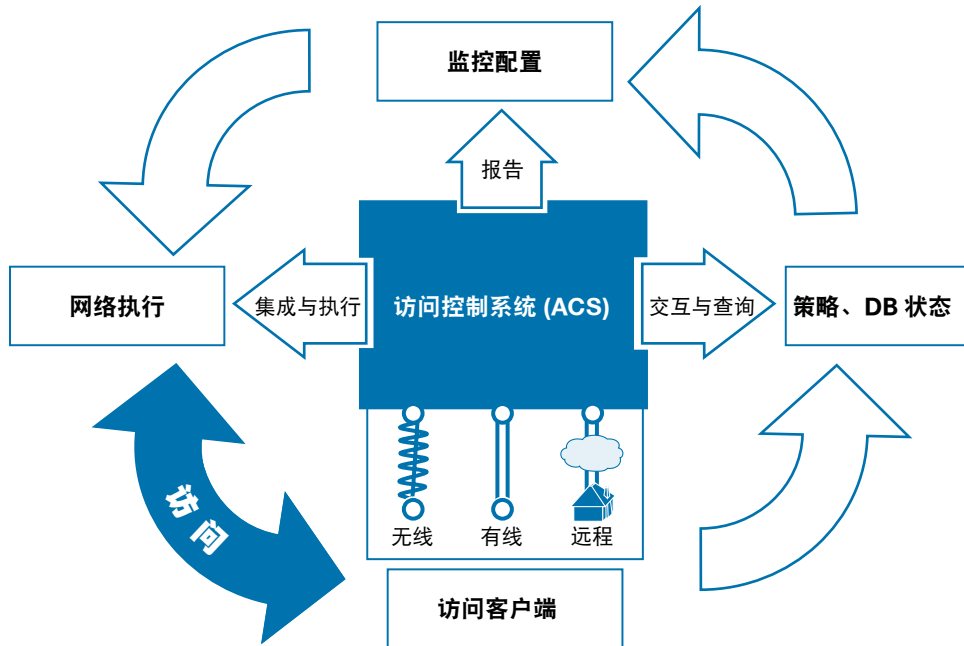 监控配置
报告
网络执行
集成与执行
访问控制系统 (ACS)
交互与查询
策略、DB 状态
访问
无线
有线
远程
访问客户端